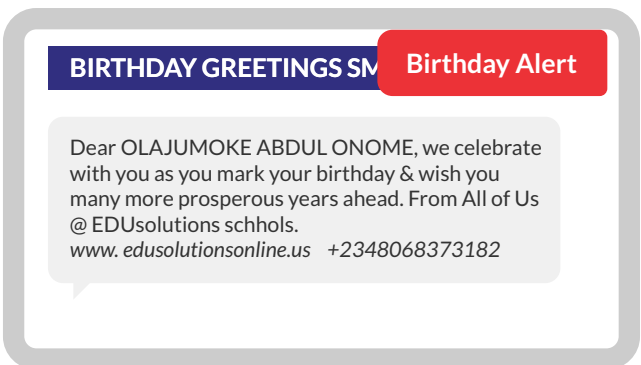 BIRTHDAY GREETINGS SM
Birthday Alert
Dear OLAJUMOKE ABDUL ONOME, we celebrate
with you as you mark your birthday & wish you
many more prosperous years ahead. From All of Us
@ EDUsolutions schhols.
www. edusolutionsonline.us +2348068373182